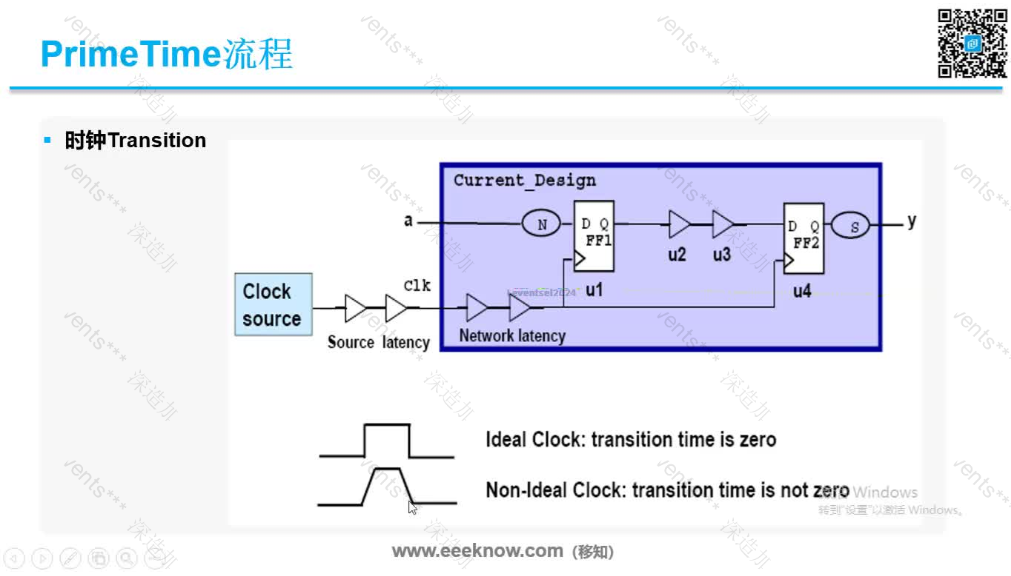 PrimeTime流程
时钟Transition
Current_Design
a
N
D Q
FF1
u1
u2
u3
D Q
FF2
u4
S
y
Clock
source
Clk
Source latency
Network latency
Ideal Clock: transition time is zero
Non-Ideal Clock: transition time is not zero
Windows
转到"设置"以激活 Windows。
www.eeeknow.com（移知）